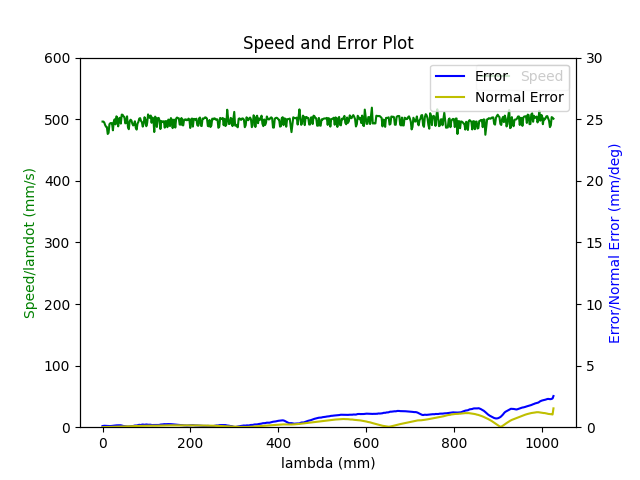 Speed and Error Plot
600
500
400
300
200
100
0
Speed/lamdot (mm/s)
30
25
20
15
10
5
0
Error/Normal Error (mm/deg)
Error
Speed
Normal Error
0
200
400
600
800
1000
lambda (mm)